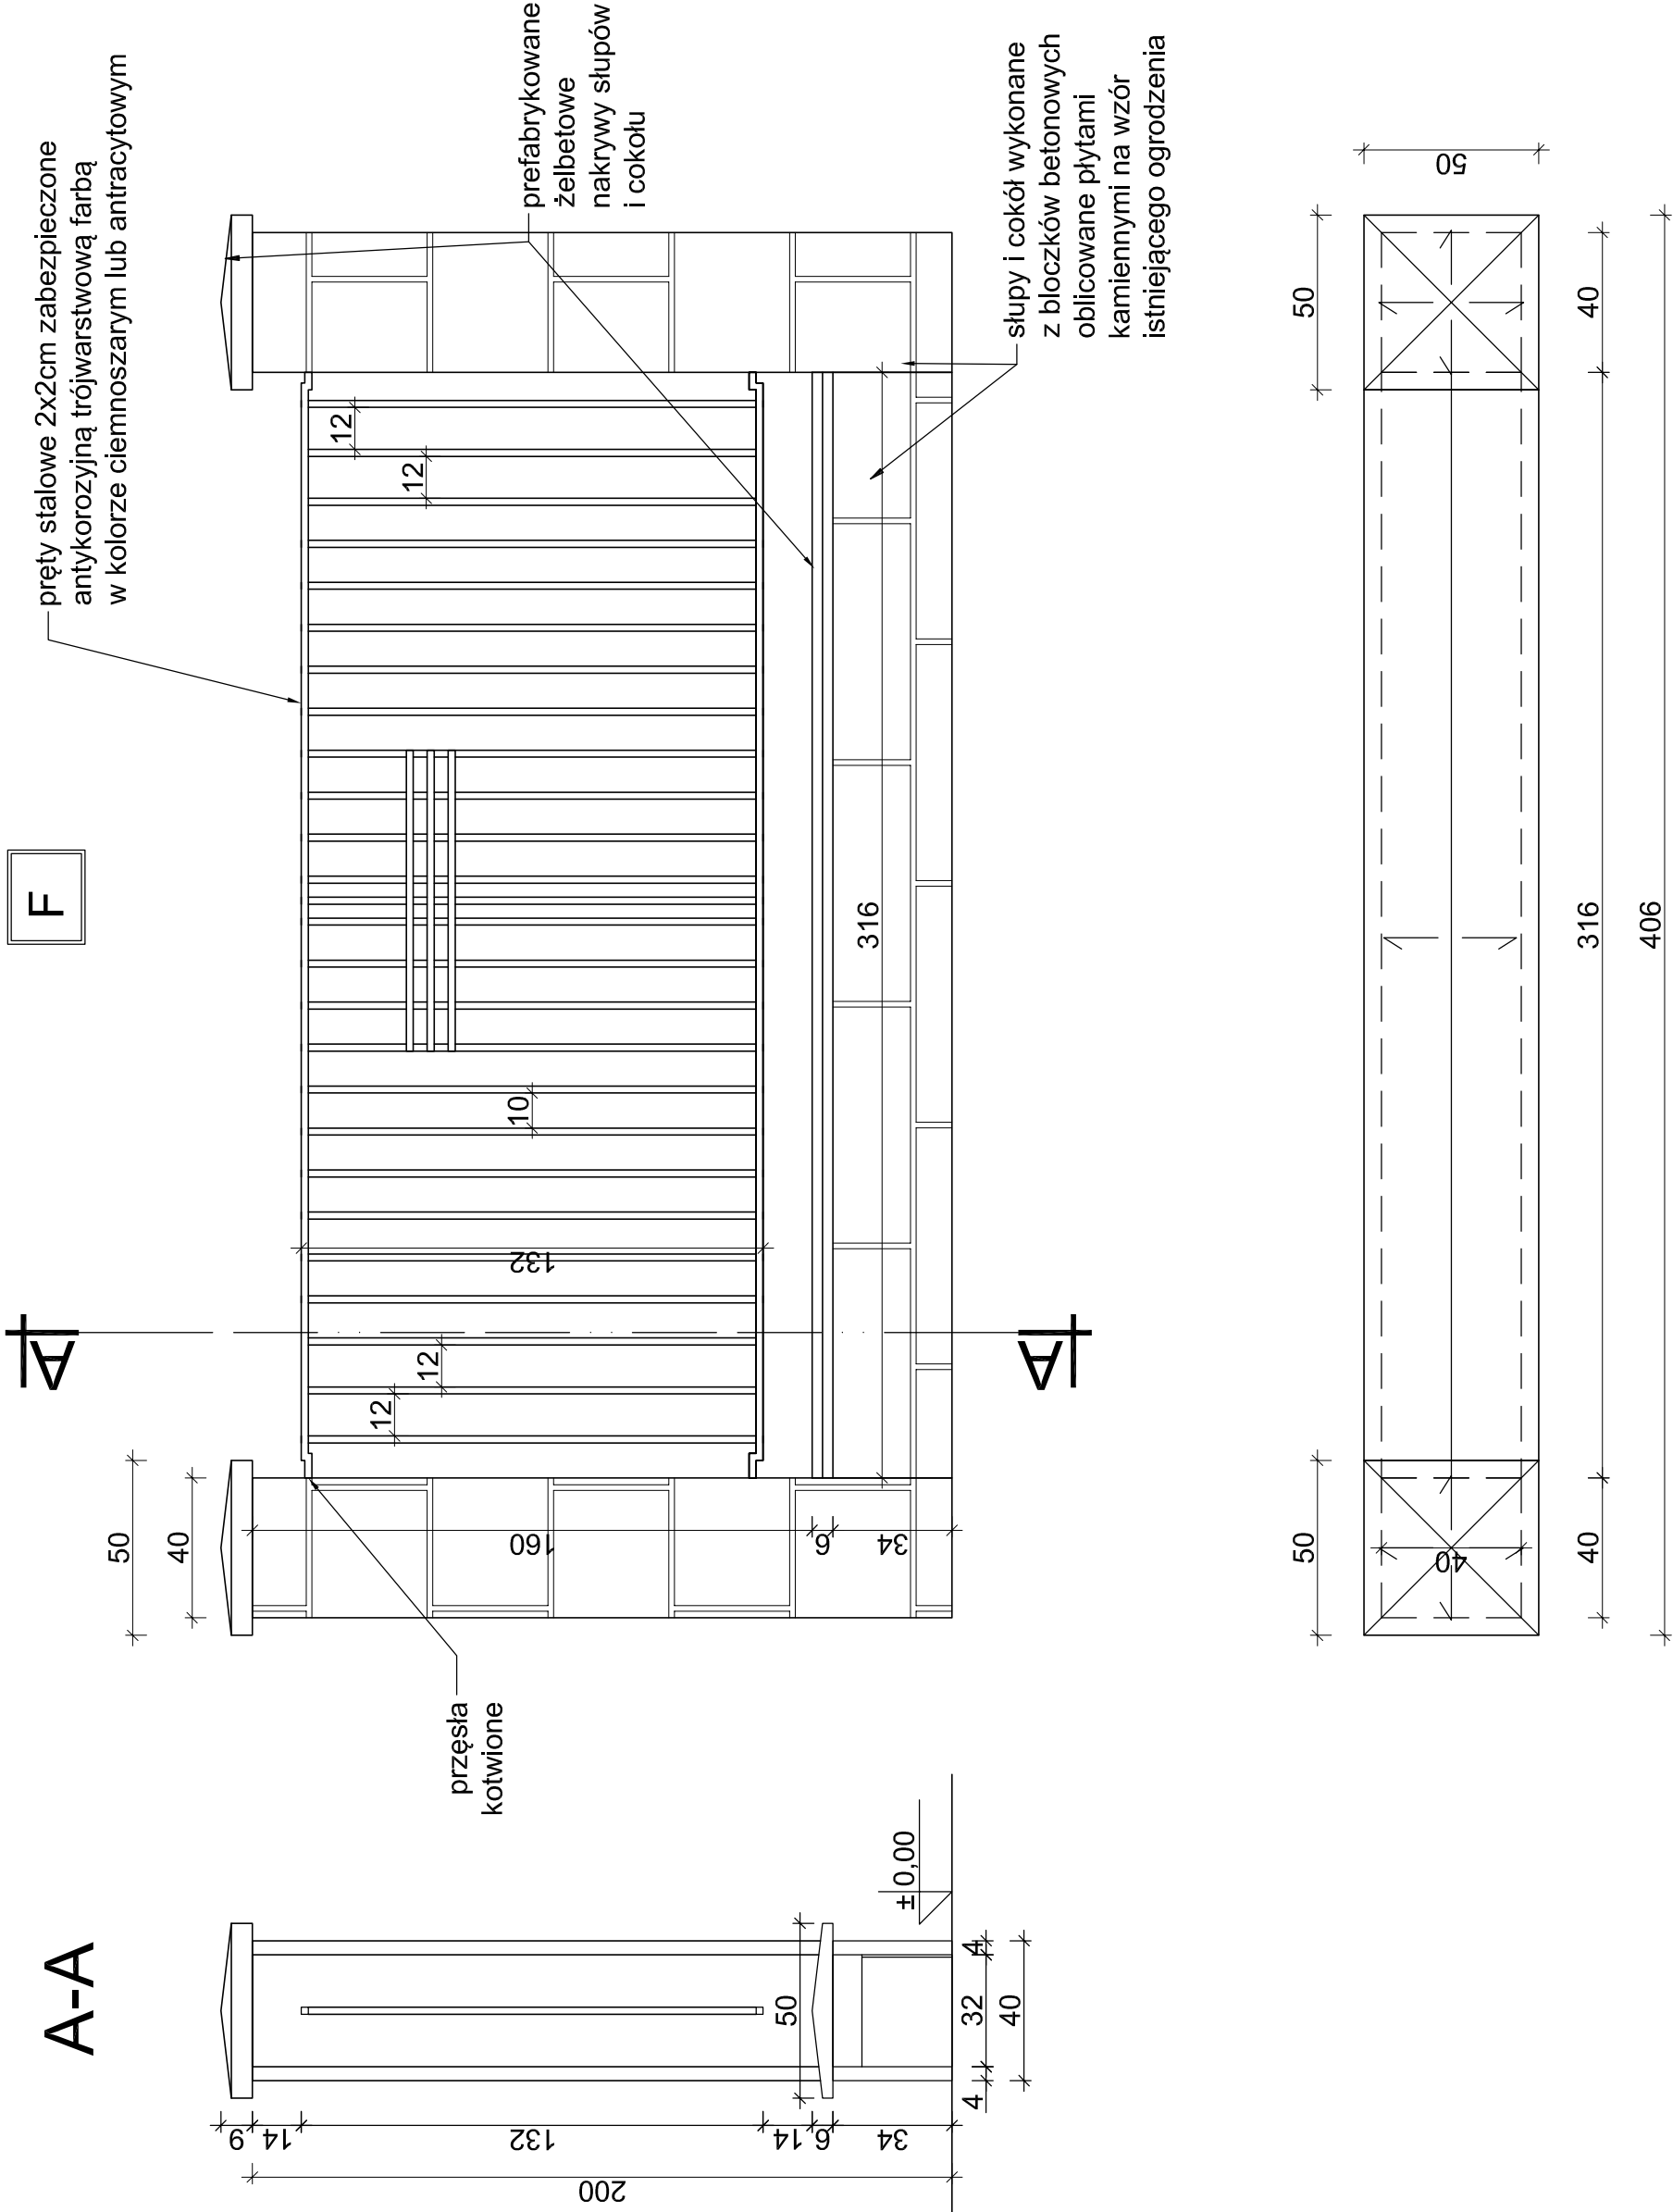 A-A
F
pręty stalowe 2x2cm zabezpieczone
antykorozyjną trójwarstwową farbą
w kolorze ciemnoszarym lub antracytowym
A
A
prefabrykowane
żelbetowe
nakrywy słupów
i cokołu
słupy i cokół wykonane
z bloczków betonowych
oblicowane płytami
kamiennymi na wzór
istniejącego ogrodzenia
przęsła
kotwione
50
40
12
12
12
12
10
132
160
6
34
316
9
14
132
14
6
34
200
50
4
32
4
40
± 0,00
50
50
50
40
40
40
316
406